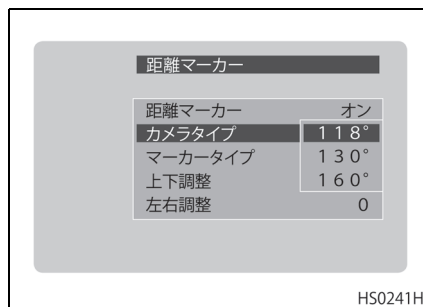 距離マーカー
距離マーカー オン
カメラタイプ 118°
マーカータイプ 130°
上下調整 160°
左右調整 0
HS0241H